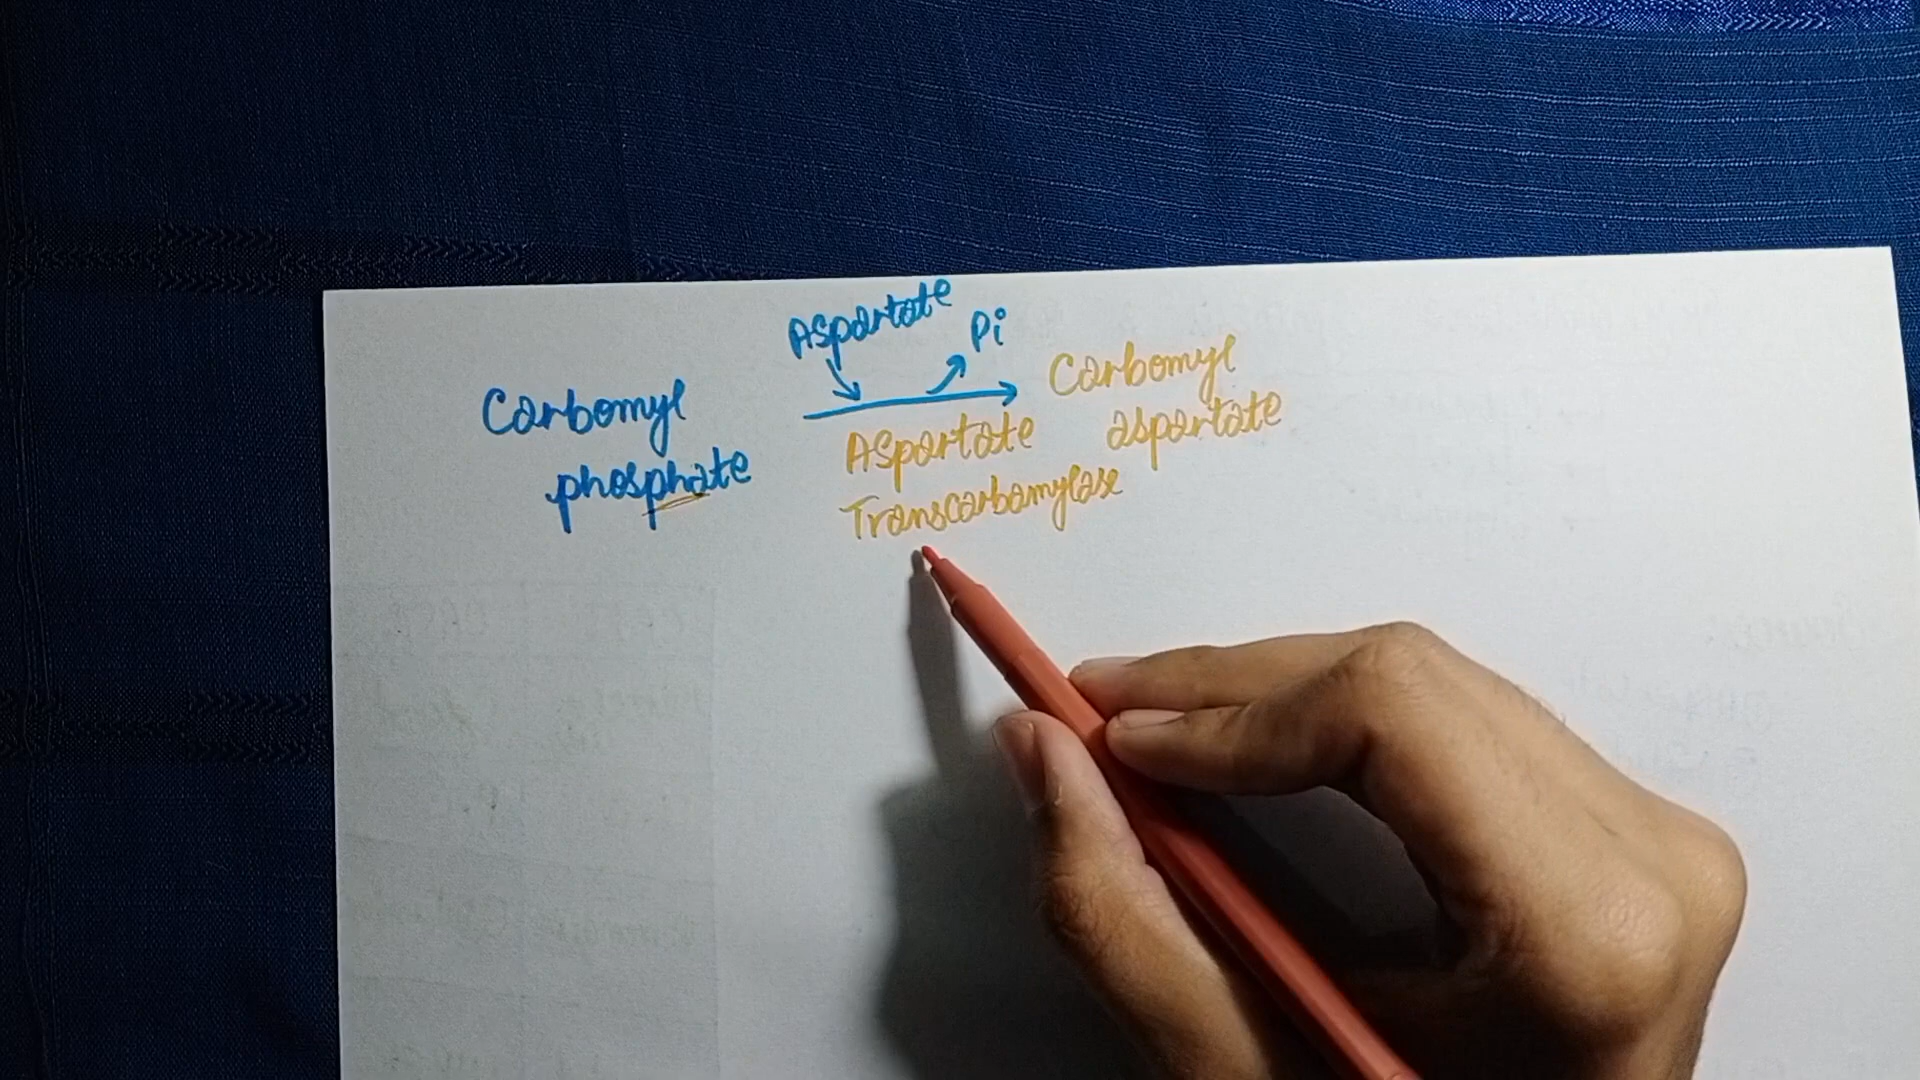 Aspartate
Pi
Carbomyl
phosphate
Aspartate
Transcarbamylase
Carbomyl
aspartate